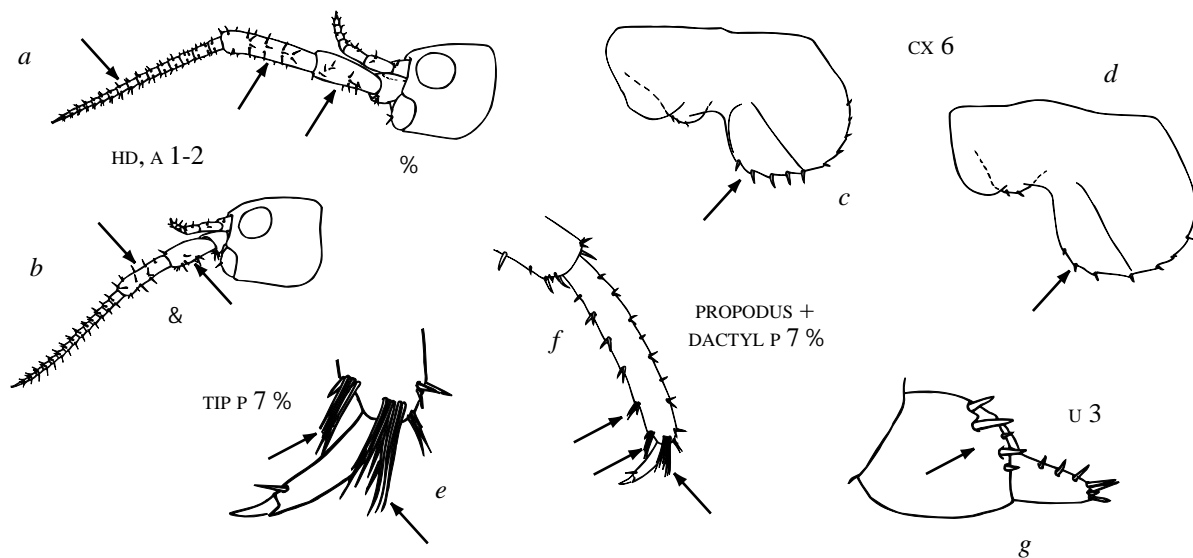 a
HD, A 1-2
%
CX 6
c
d
b
&
TIP P 7 %
e
f
PROPODUS +
DACTYL P 7 %
U 3
g